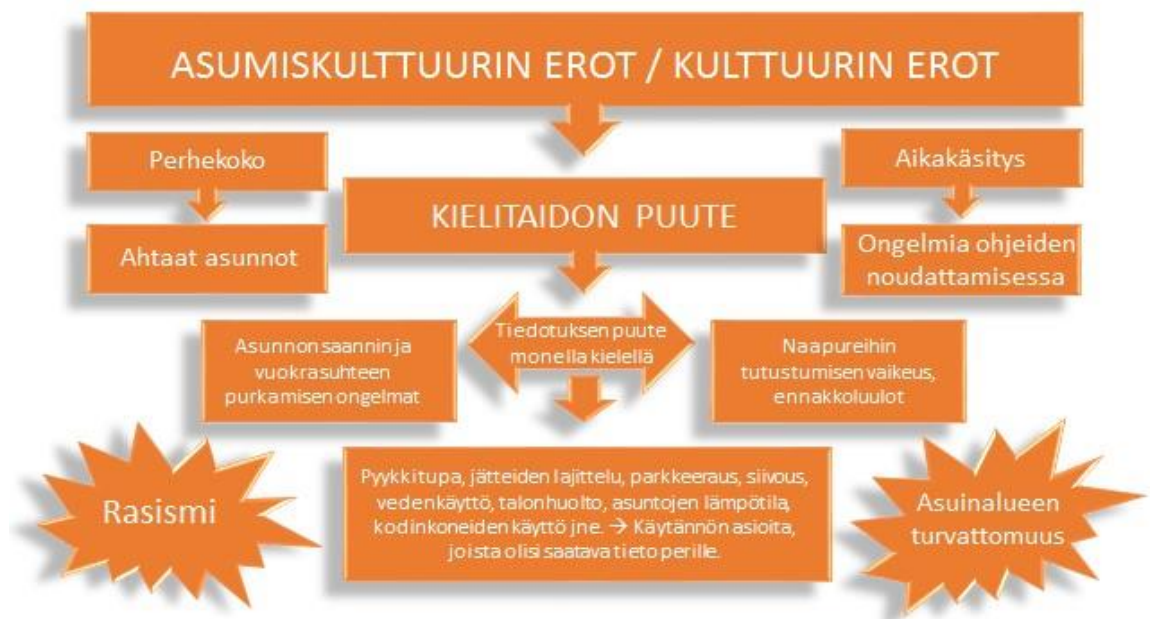 ASUMISKULTTUURIN EROT / KULTTUURIN EROT
Perhekoko
Aikakäsitys
KIELITAIDON PUUTE
Ahtaat asunnot
Ongelmia ohjeiden
noudattamisessa
Asunnon saannin ja
vuokrasuhteen
purkamisen ongelmat
Tiedotuksen puute
monella kielellä
Naapureihin
tutustumisen vaikeus,
ennakkoluulot
Rasismi
Pyykkitupa, jätteiden lajittelu, parkkeeraus, siivous,
vedenkäyttö, talonhuolto, asuntojen lämpötila,
kodinkoneiden käyttö jne. → Käytännön asioita,
joista olisi saatava tieto perille.
Asuinalueen
turvattomuus